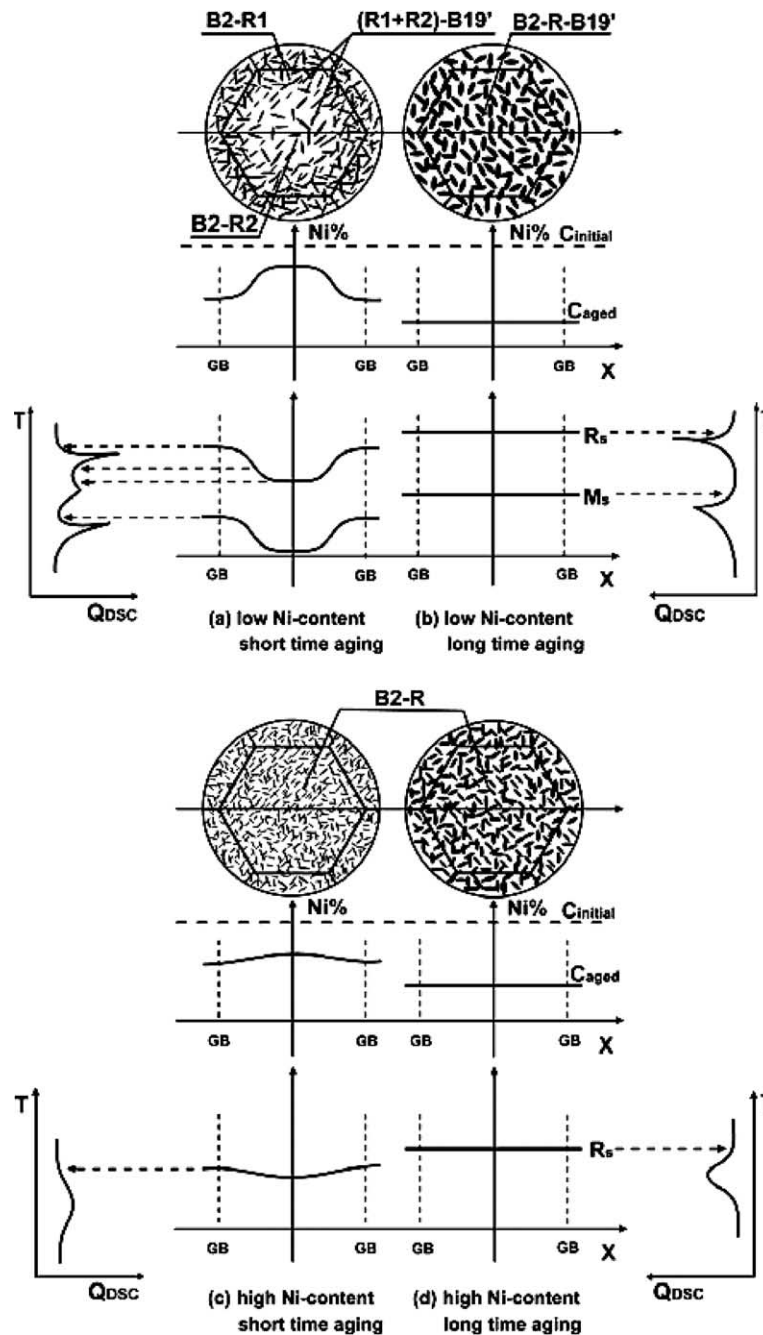 B2-R1
(R1+R2)-B19'
B2-R-B19'
B2-R2
Ni%
Ni%
Cinitial
Caged
GB
GB
GB
GB
X
T
Rs
Ms
GB
GB
GB
GB
X
QDSC
(a) low Ni-content
short time aging
(b) low Ni-content
long time aging
QDSC
B2-R
Ni%
Ni%
Cinitial
Caged
GB
GB
GB
GB
X
T
Rs
GB
GB
GB
GB
X
QDSC
(c) high Ni-content
short time aging
(d) high Ni-content
long time aging
QDSC